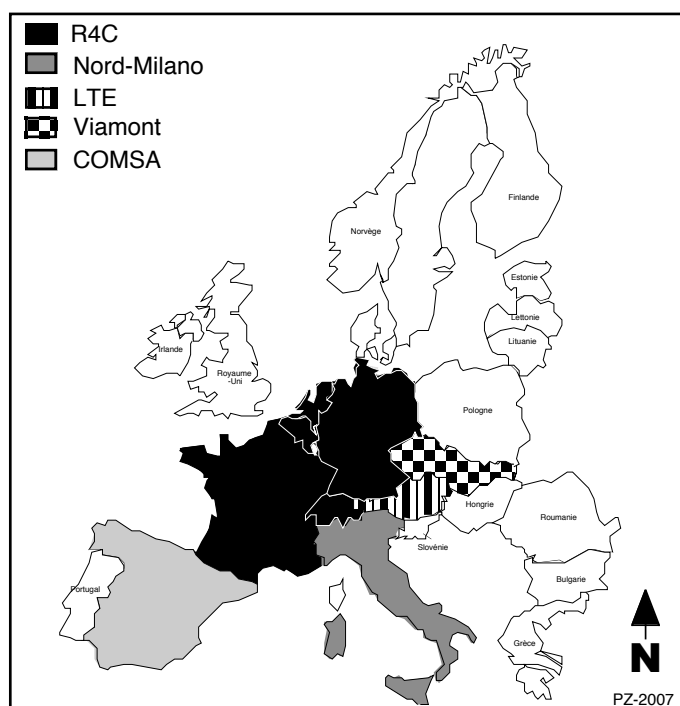 R4C
Nord-Milano
LTE
Viamont
COMSA
Finlande
Norvège
Estonie
Lettonie
Lituanie
Irlande
Royaume
-Uni
Pologne
Hongrie
Roumanie
Slovénie
Bulgarie
Portugal
Grèce
N
PZ-2007